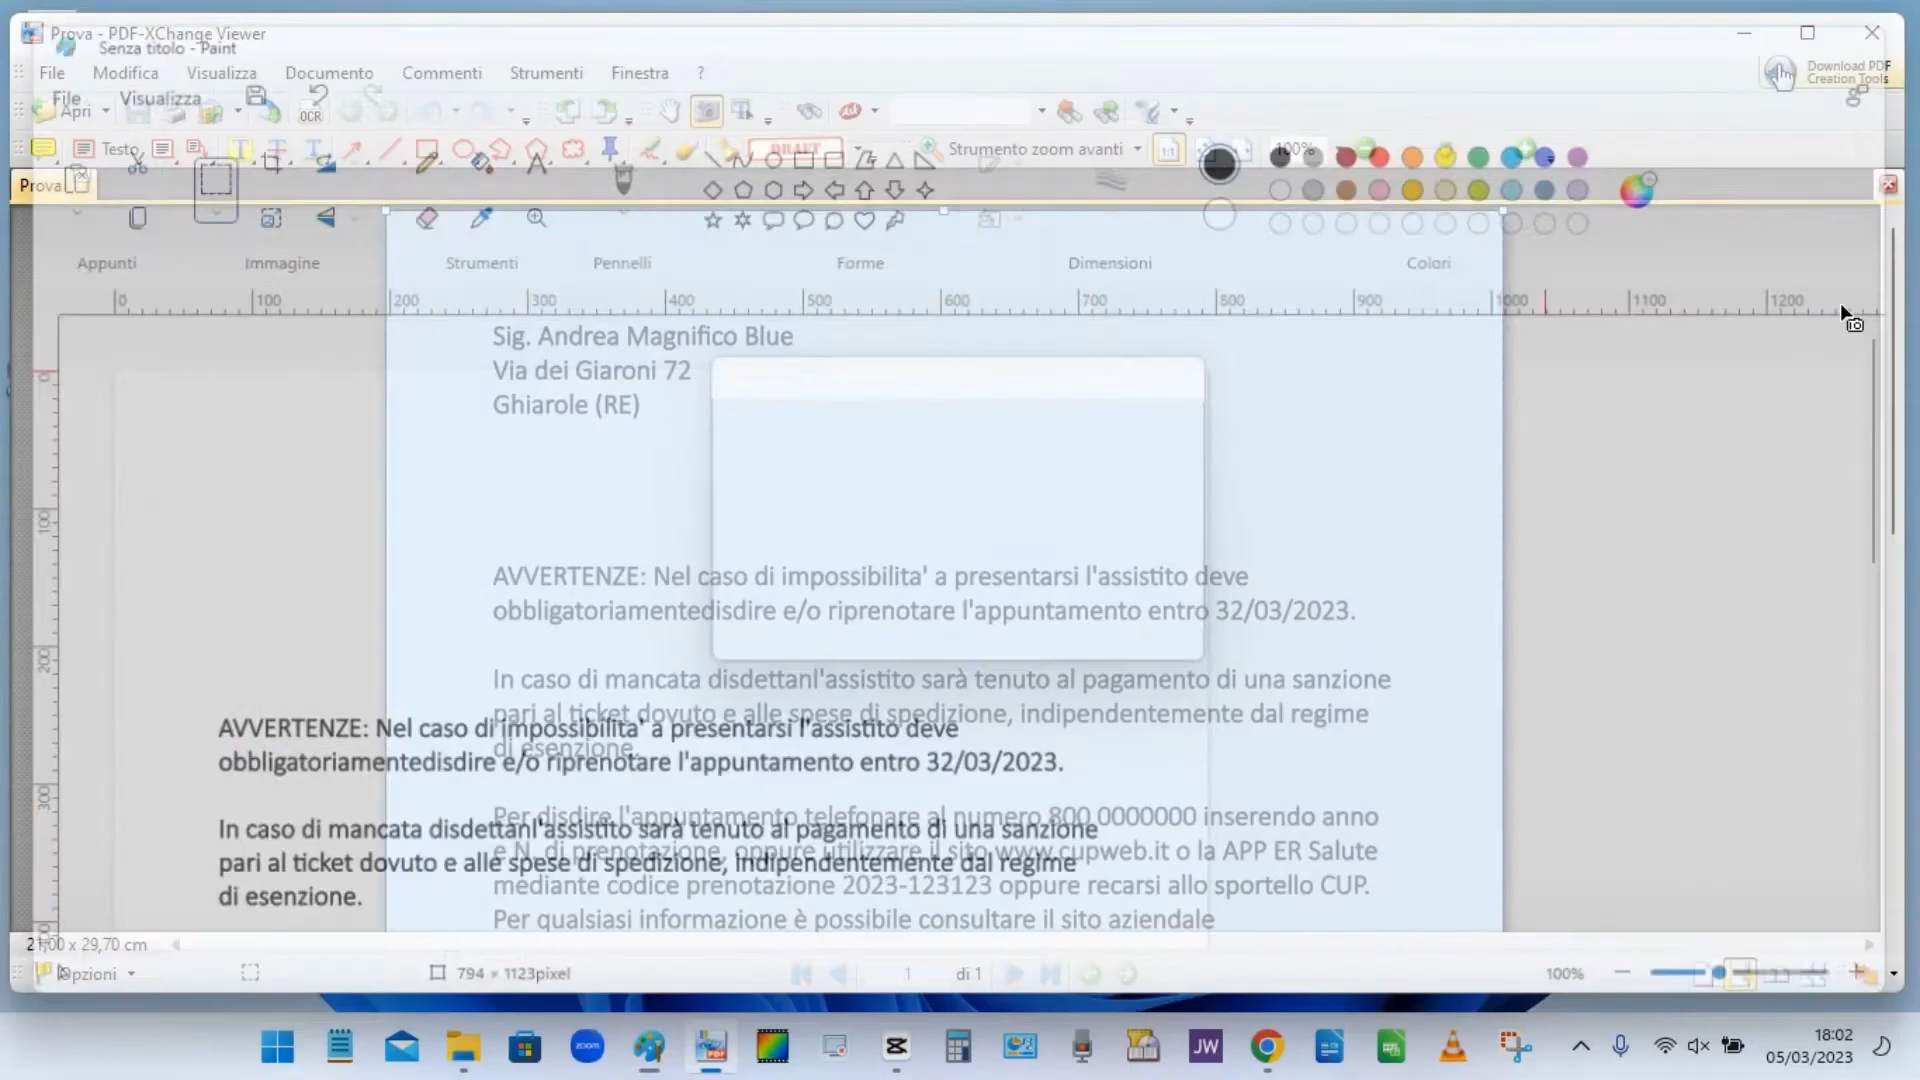 Prova - PDF-XChange Viewer
Senza titolo - Paint
File Modifica Visualizza Documento Commenti Strumenti Finestra ?
Download PDF
Creation Tools
File Visualizza
Apri
OCR
Testo
DRAFT
Strumento zoom avanti
100%
Prova
Appunti Immagine Strumenti Pennelli Forme Dimensioni Colori
0 100 200 300 400 500 600 700 800 900 1000 1100 1200
Sig. Andrea Magnifico Blue
Via dei Giaroni 72
Ghiarole (RE)
0
100
200
300
AVVERTENZE: Nel caso di impossibilita' a presentarsi l'assistito deve
obbligatoriamentedisdire e/o riprenotare l'appuntamento entro 32/03/2023.
In caso di mancata disdettanl'assistito sarà tenuto al pagamento di una sanzione
pari al ticket dovuto e alle spese di spedizione, indipendentemente dal regime
di esenzione.
Per disdire l'appuntamento telefonare al numero 800 0000000 inserendo anno
e N. di prenotazione, oppure utilizzare il sito www.cupweb.it o la APP ER Salute
mediante codice prenotazione 2023-123123 oppure recarsi allo sportello CUP.
Per qualsiasi informazione è possibile consultare il sito aziendale
AVVERTENZE: Nel caso di impossibilita' a presentarsi l'assistito deve
obbligatoriamentedisdire e/o riprenotare l'appuntamento entro 32/03/2023.
In caso di mancata disdettanl'assistito sarà tenuto al pagamento di una sanzione
pari al ticket dovuto e alle spese di spedizione, indipendentemente dal regime
di esenzione.
21,00 x 29,70 cm
Opzioni
794 × 1123pixel
1 di 1
100%
zoom
PDF
JW
18:02
05/03/2023